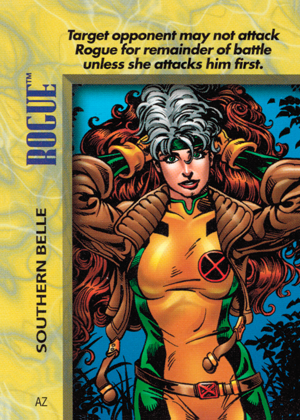 Target opponent may not attack
Rogue for remainder of battle
unless she attacks him first.
ROGUE™
SOUTHERN BELLE
AZ